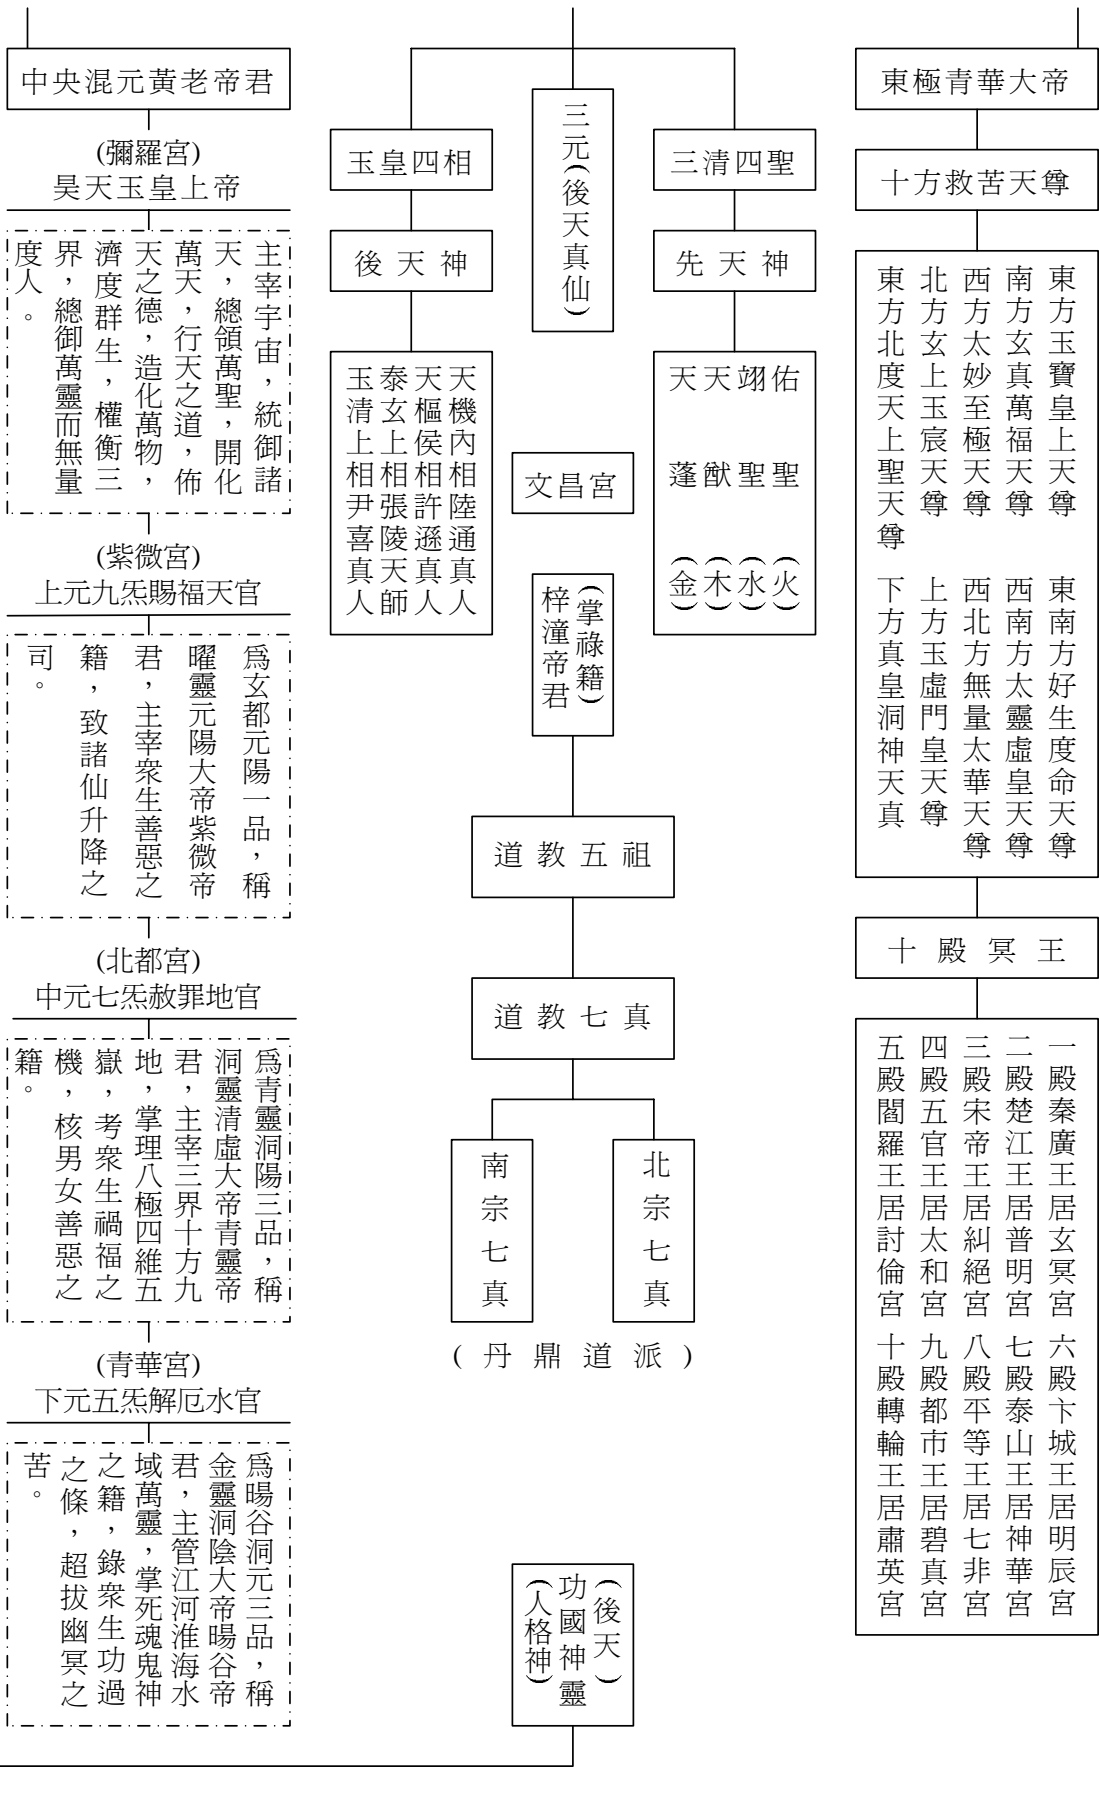 東極青華大帝
十方救苦天尊
東方玉寶皇上天尊
南方玄真萬福天尊
西方太妙至極天尊
北方玄上玉宸天尊
東方北度天上聖天尊
東南方好生度命天尊
西南方太靈虛皇天尊
西北方無量太華天尊
上方玉虛門皇天尊
下方真皇洞神天真
十殿冥王
一殿秦廣王居玄冥宮
二殿楚江王居普明宮
三殿宋帝王居糾絕宮
四殿五官王居太和宮
五殿閻羅王居討倫宮
六殿卞城王居明辰宮
七殿泰山王居神華宮
八殿平等王居七非宮
九殿都市王居碧真宮
十殿轉輪王居肅英宮
三元(後天真仙)
三清四聖
先天神
佑聖(火)
翊聖(水)
天猷(木)
天蓬(金)
玉皇四相
後天神
天機內相陸通真人
天樞侯相許遜真人
泰玄上相張陵天師
玉清上相尹喜真人
文昌宮
(掌祿籍)
梓潼帝君
道教五祖
道教七真
北宗七真
南宗七真
(丹鼎道派)
(後天)
功國神靈
(人格神)
中央混元黃老帝君
(彌羅宮)
昊天玉皇上帝
主宰宇宙，統御諸
天，總領萬聖，開化
萬天，行天之道，佈
天之德，造化萬物，
濟度群生，權衡三
界，總御萬靈而無量
度人。
(紫微宮)
上元九炁賜福天官
爲玄都元陽一品，稱
曜靈元陽大帝紫微帝
君，主宰衆生善惡之
籍，致諸仙升降之
司。
(北都宮)
中元七炁赦罪地官
爲青靈洞陽三品，稱
洞靈清虛大帝青靈帝
君，主宰三界十方九
地，掌理八極四維五
嶽，考衆生禍福之
機，核男女善惡之
籍。
(青華宮)
下元五炁解厄水官
爲暘谷洞元三品，稱
金靈洞陰大帝暘谷帝
君，主管江河淮海水
域萬靈，掌死魂鬼神
之籍，錄衆生功過
之條，超拔幽冥之
苦。